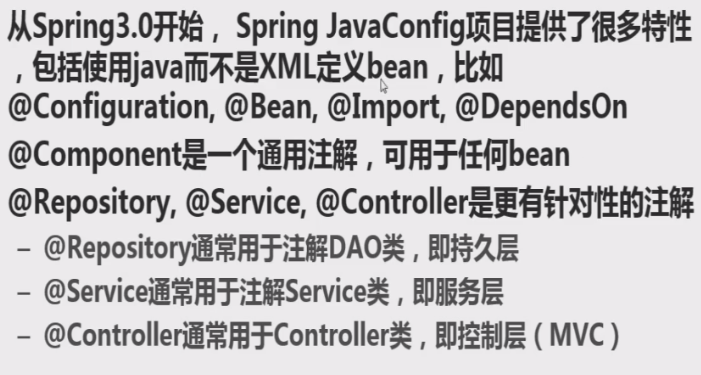 从Spring3.0开始， Spring JavaConfig项目提供了很多特性
，包括使用java而不是XML定义bean，比如
@Configuration, @Bean, @Import, @DependsOn
@Component是一个通用注解，可用于任何bean
@Repository, @Service, @Controller是更有针对性的注解
– @Repository通常用于注解DAO类，即持久层
– @Service通常用于注解Service类，即服务层
– @Controller通常用于Controller类，即控制层（MVC）